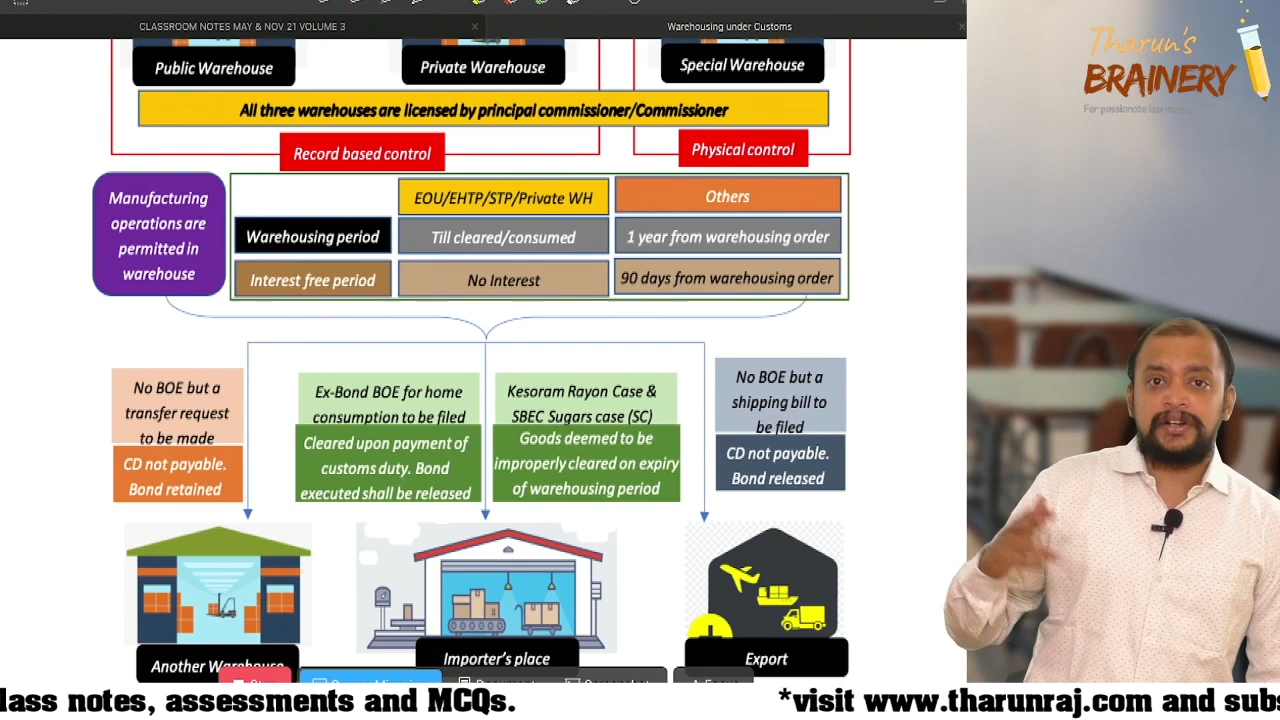 CLASSROOM NOTES MAY & NOV 21 VOLUME 3
Warehousing under Customs
Tharun's
BRAINERY
For passionate learners...
Public Warehouse
Private Warehouse
Special Warehouse
All three warehouses are licensed by principal commissioner/Commissioner
Record based control
Physical control
Manufacturing
operations are
permitted in
warehouse
EOU/EHTP/STP/Private WH
Others
Warehousing period
Till cleared/consumed
1 year from warehousing order
Interest free period
No Interest
90 days from warehousing order
No BOE but a
transfer request
to be made
CD not payable.
Bond retained
Ex-Bond BOE for home
consumption to be filed
Cleared upon payment of
customs duty. Bond
executed shall be released
Kesoram Rayon Case &
SBEC Sugars case (SC)
Goods deemed to be
improperly cleared on expiry
of warehousing period
No BOE but a
shipping bill to
be filed
CD not payable.
Bond released
Another Warehouse
Importer's place
Export
lass notes, assessments and MCQs.
*visit www.tharunraj.com and subs